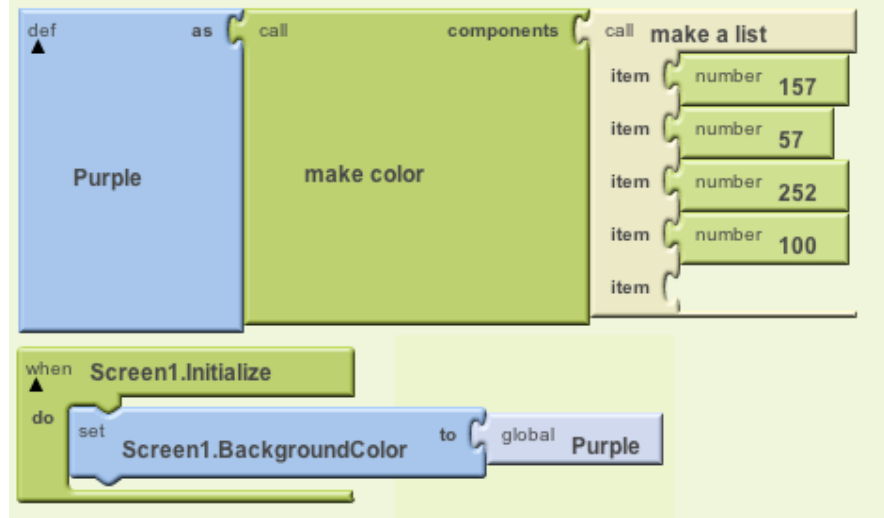 def as call components call make a list
item number 157
item number 57
Purple make color item number 252
item number 100
item
when Screen1.Initialize
do set Screen1.BackgroundColor to global Purple